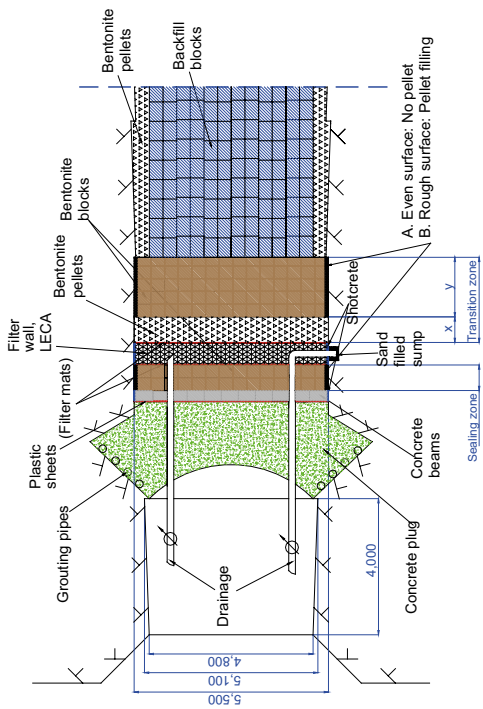 Grouting pipes
Plastic
sheets
(Filter mats)
Filter
wall,
LECA
Bentonite
pellets
Bentonite
blocks
Bentonite
pellets
Backfill
blocks
Drainage
4,000
4,800
5,100
5,500
Concrete plug
Concrete
beams
Sand
filled
sump
Shotcrete
A. Even surface: No pellet
B. Rough surface: Pellet filling
x
y
Sealing zone
Transition zone